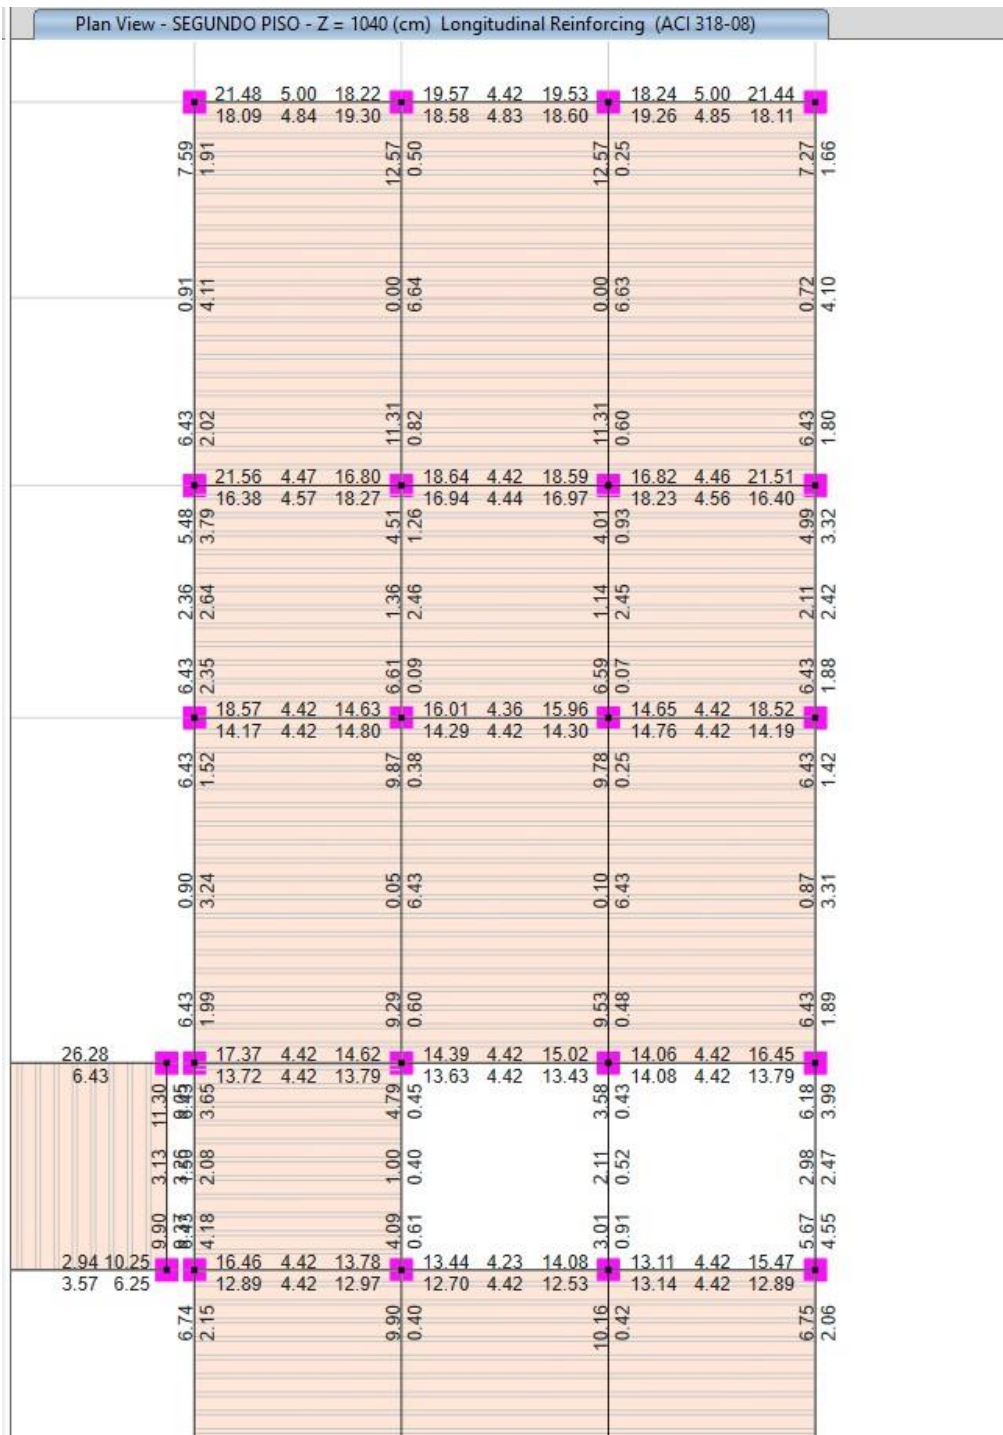 Plan View - SEGUNDO PISO - Z = 1040 (cm) Longitudinal Reinforcing (ACI 318-08)
21.48 5.00 18.22 19.57 4.42 19.53 18.24 5.00 21.44
18.09 4.84 19.30 18.58 4.83 18.60 19.26 4.85 18.11
7.59 1.91 12.57 0.50 12.57 0.25 7.27 1.66
0.91 4.11 0.00 6.64 0.00 6.63 0.72 4.10
6.43 2.02 11.31 0.82 11.31 0.60 6.43 1.80
21.56 4.47 16.80 18.64 4.42 18.59 16.82 4.46 21.51
16.38 4.57 18.27 16.94 4.44 16.97 18.23 4.56 16.40
5.48 3.79 4.51 1.26 4.01 0.93 4.99 3.32
2.36 2.64 1.36 2.46 1.14 2.45 2.11 2.42
6.43 2.35 6.61 0.09 6.59 0.07 6.43 1.88
18.57 4.42 14.63 16.01 4.36 15.96 14.65 4.42 18.52
14.17 4.42 14.80 14.29 4.42 14.30 14.76 4.42 14.19
6.43 1.52 9.87 0.38 9.78 0.25 6.43 1.42
0.90 3.24 0.05 6.43 0.10 6.43 0.87 3.31
6.43 1.99 9.29 0.60 9.53 0.48 6.43 1.89
26.28 17.37 4.42 14.62 14.39 4.42 15.02 14.06 4.42 16.45
6.43 13.72 4.42 13.79 13.63 4.42 13.43 14.08 4.42 13.79
11.30 3.65 4.79 0.45 3.58 0.43 6.18 3.99
3.13 2.08 1.00 0.40 2.11 0.52 2.98 2.47
9.90 4.18 4.09 0.61 3.01 0.91 5.67 4.55
2.94 10.25 16.46 4.42 13.78 13.44 4.23 14.08 13.11 4.42 15.47
3.57 6.25 12.89 4.42 12.97 12.70 4.42 12.53 13.14 4.42 12.89
6.74 2.15 9.90 0.40 10.16 0.42 6.75 2.06